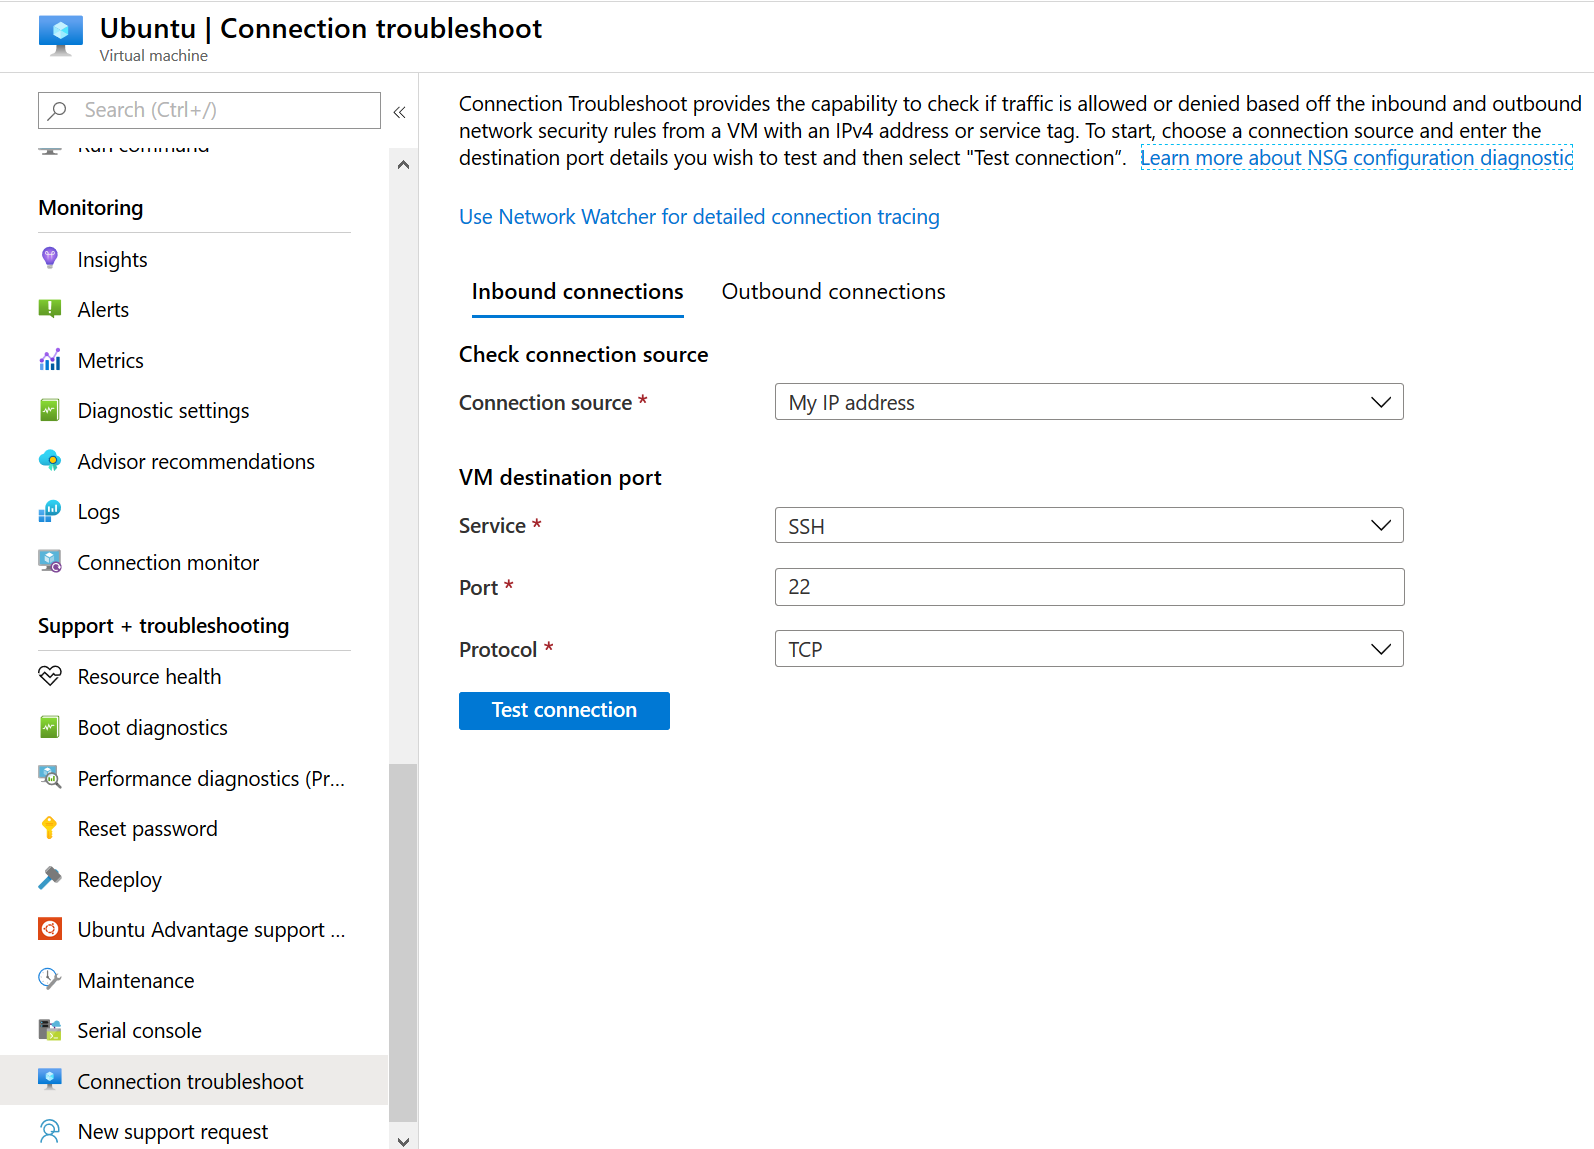 Ubuntu | Connection troubleshoot
Virtual machine
Search (Ctrl+/)
«
Run command
Monitoring
Insights
Alerts
Metrics
Diagnostic settings
Advisor recommendations
Logs
Connection monitor
Support + troubleshooting
Resource health
Boot diagnostics
Performance diagnostics (Pr...
Reset password
Redeploy
Ubuntu Advantage support ...
Maintenance
Serial console
Connection troubleshoot
New support request
Connection Troubleshoot provides the capability to check if traffic is allowed or denied based off the inbound and outbound
network security rules from a VM with an IPv4 address or service tag. To start, choose a connection source and enter the
destination port details you wish to test and then select "Test connection”. Learn more about NSG configuration diagnostic
Use Network Watcher for detailed connection tracing
Inbound connections Outbound connections
Check connection source
Connection source * My IP address
VM destination port
Service * SSH
Port * 22
Protocol * TCP
Test connection